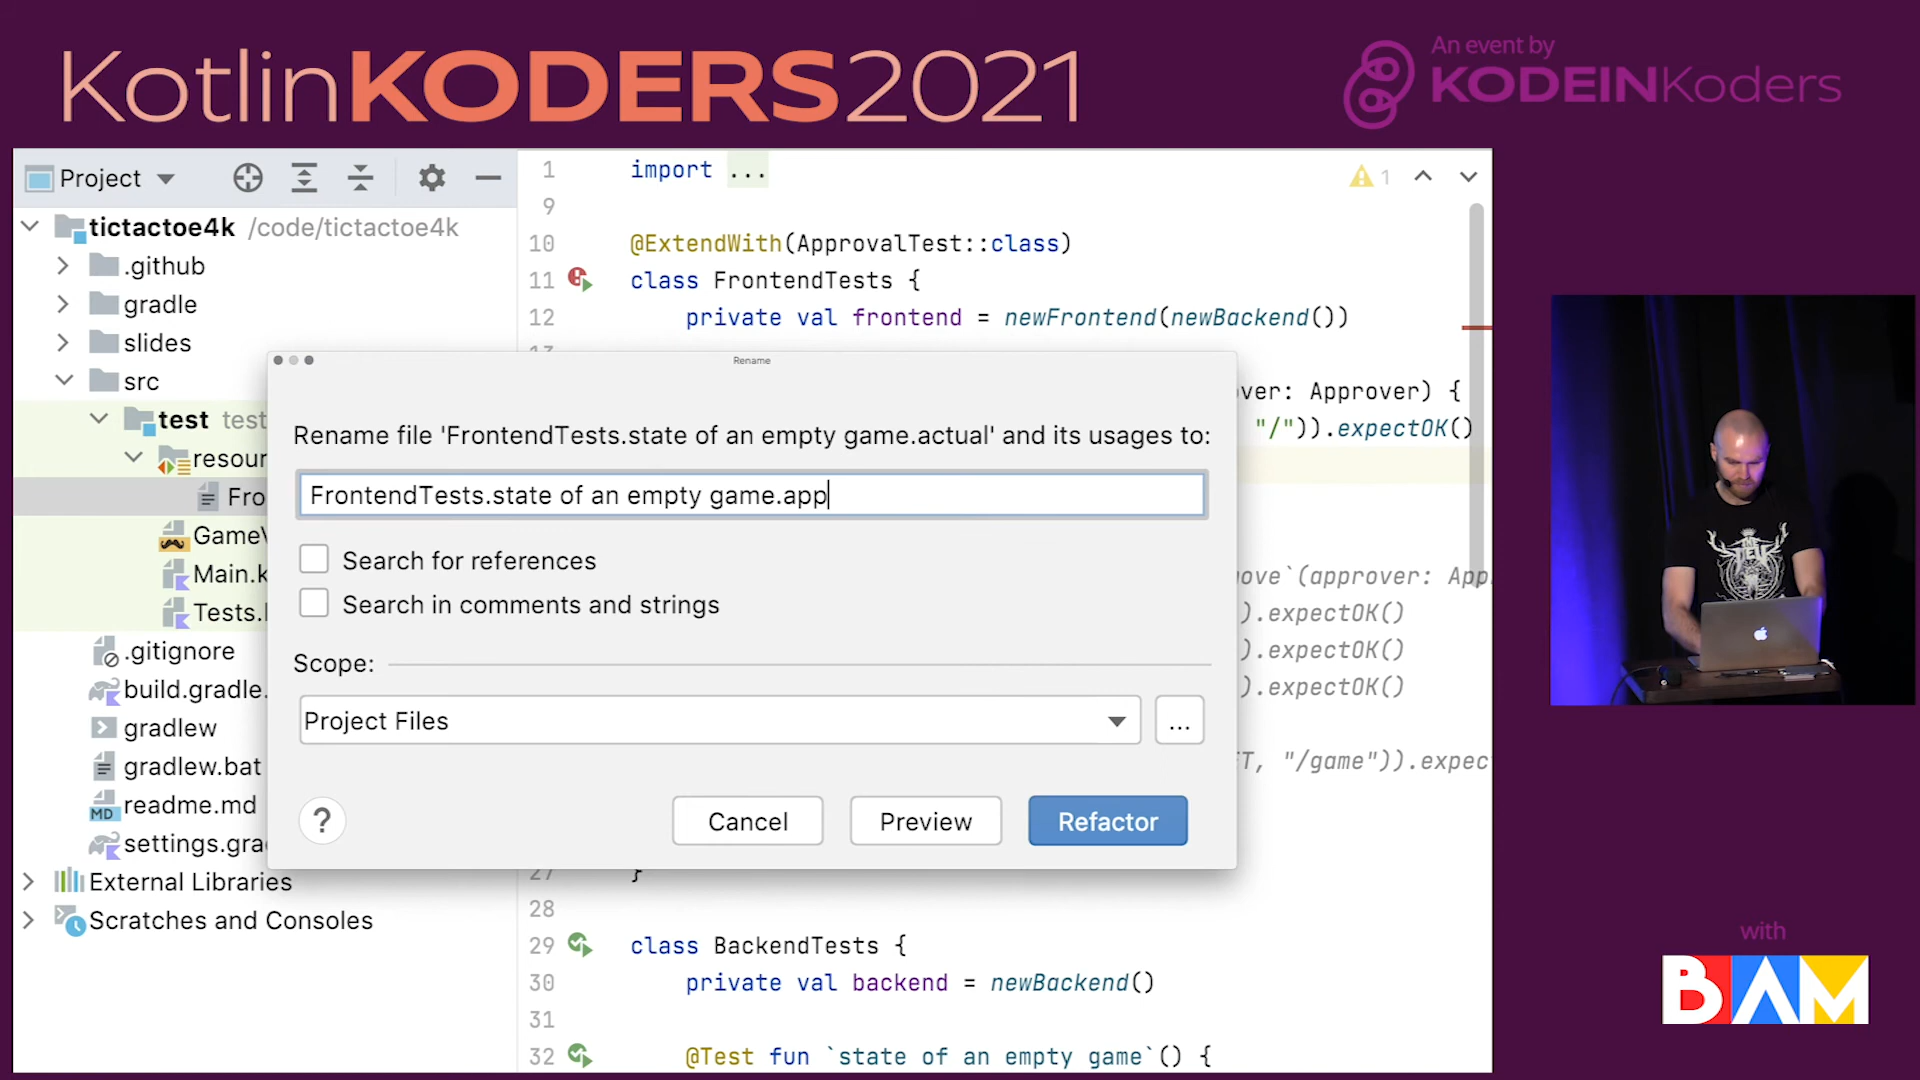 KotlinKODERS2021
An event by
KODEINKoders
Project
tictactoe4k /code/tictactoe4k
.github
gradle
slides
src
test test
resour
Fro
GameV
Main.k
Tests.
.gitignore
build.gradle.
gradlew
gradlew.bat
MD readme.md
settings.gra
External Libraries
Scratches and Consoles
1 import ...
1
9
10 @ExtendWith(ApprovalTest::class)
11 class FrontendTests {
12 private val frontend = newFrontend(newBackend())
ver: Approver) {
"/")).expectOK()
ove`(approver: App
).expectOK()
).expectOK()
).expectOK()
T, "/game")).expec
27 }
28
29 class BackendTests {
30 private val backend = newBackend()
31
32 @Test fun `state of an empty game`() {
Rename
Rename file 'FrontendTests.state of an empty game.actual' and its usages to:
FrontendTests.state of an empty game.app
Search for references
Search in comments and strings
Scope:
Project Files
...
?
Cancel
Preview
Refactor
with
BAM